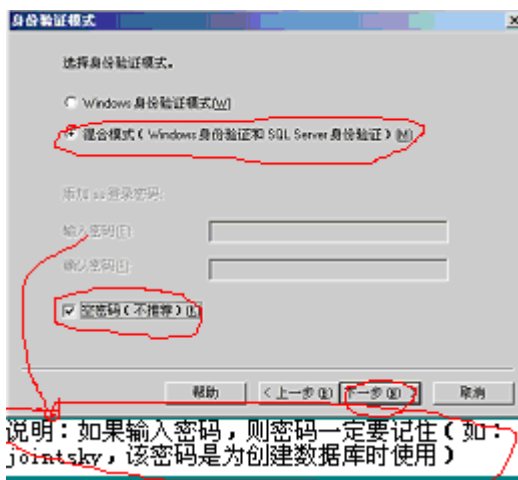 身份验证模式
选择身份验证模式。
Windows 身份验证模式(W)
混合模式(Windows 身份验证和 SQL Server 身份验证)(M)
添加 sa 登录密码:
输入密码(E):
确认密码(F):
空密码(不推荐)(L)
帮助 <上一步(B) 下一步(N)> 取消
说明:如果输入密码,则密码一定要记住(如:
jointsky,该密码是为创建数据库时使用)